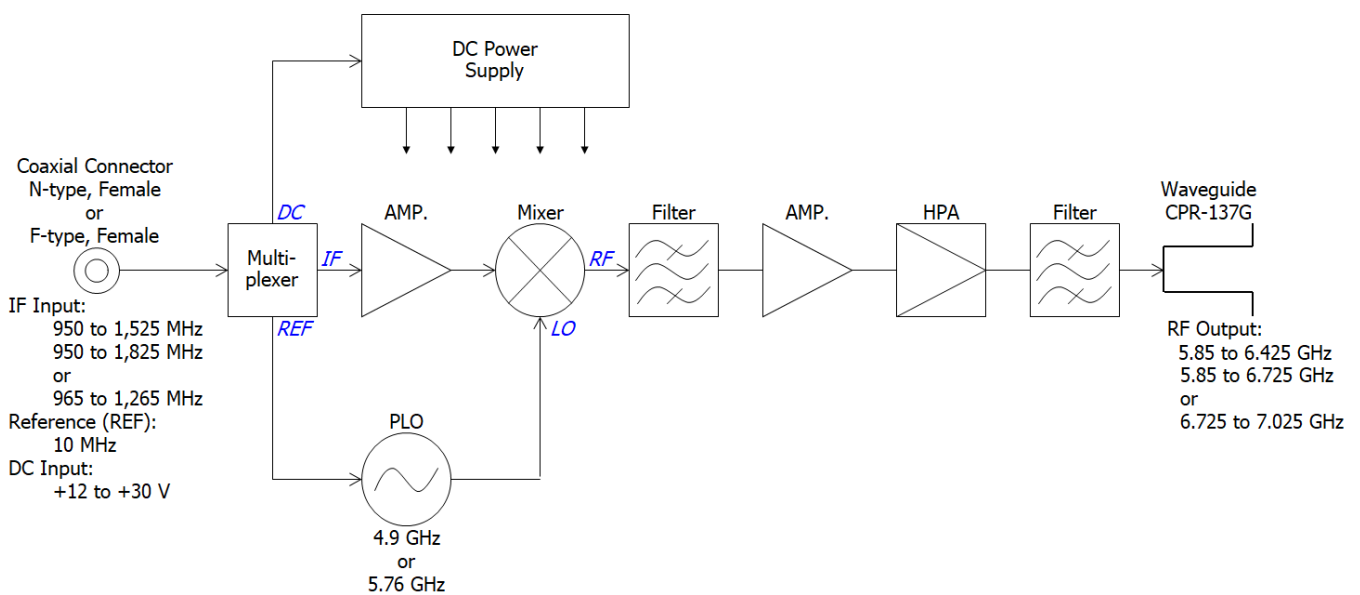 DC Power
Supply
Coaxial Connector
N-type, Female
or
F-type, Female
DC
AMP.
Mixer
Filter
AMP.
HPA
Filter
Waveguide
CPR-137G
Multi-
plexer
IF
RF
REF
LO
IF Input:
950 to 1,525 MHz
950 to 1,825 MHz
or
965 to 1,265 MHz
Reference (REF):
10 MHz
DC Input:
+12 to +30 V
PLO
4.9 GHz
or
5.76 GHz
RF Output:
5.85 to 6.425 GHz
5.85 to 6.725 GHz
or
6.725 to 7.025 GHz